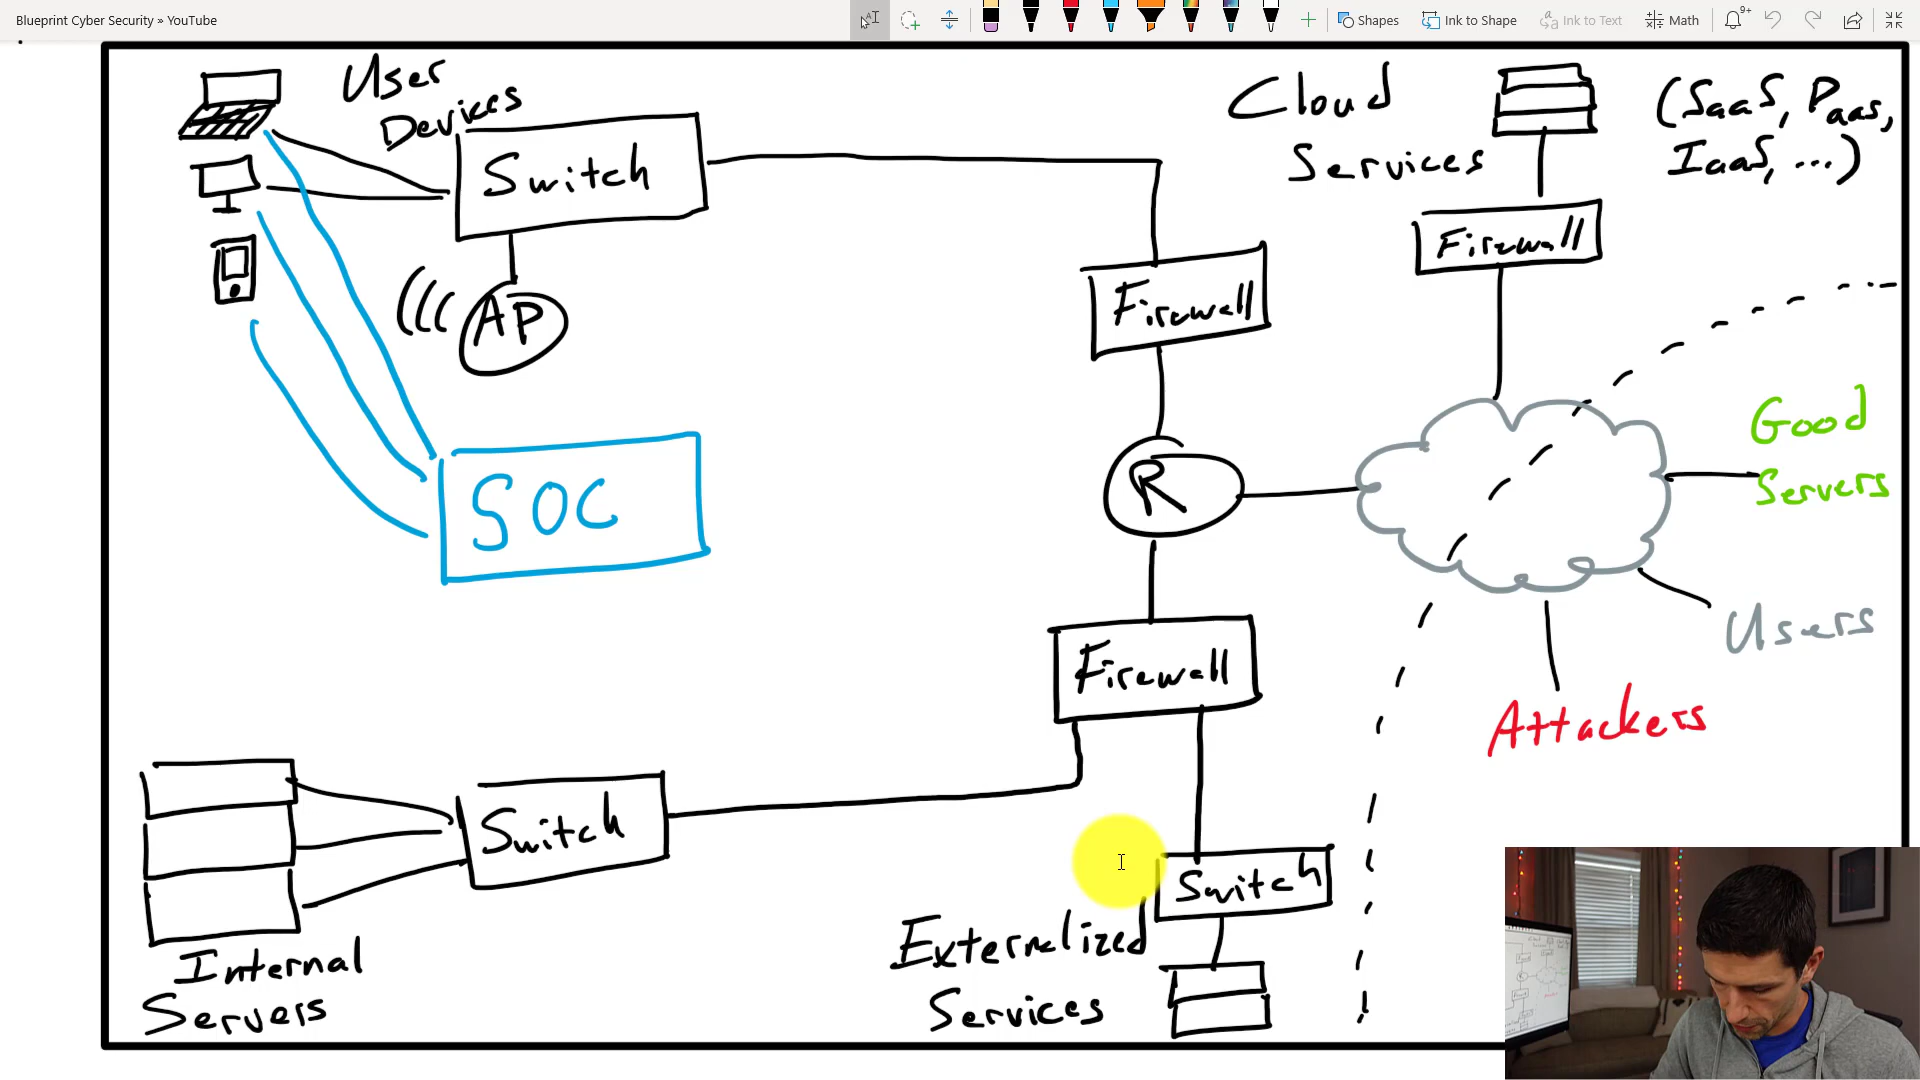 Blueprint Cyber Security » YouTube
Shapes
Ink to Shape
Ink to Text
Math
9+
User
Devices
Switch
AP
SOC
Cloud
Services
(SaaS, Paas,
Iaas, ...)
Firewall
Firewall
R
Good
Servers
Users
Attackers
Firewall
Switch
Switch
Internal
Servers
Externalized
Services